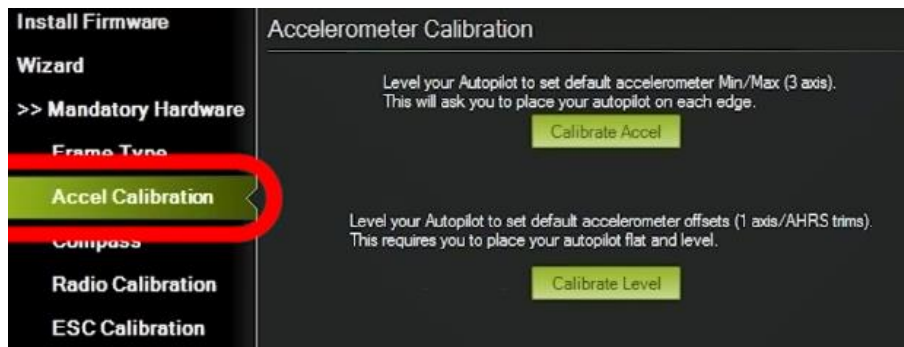 Install Firmware
Wizard
>> Mandatory Hardware
Frame Type
Accel Calibration
Compass
Radio Calibration
ESC Calibration
Accelerometer Calibration
Level your Autopilot to set default accelerometer Min/Max (3 axis).
This will ask you to place your autopilot on each edge.
Calibrate Accel
Level your Autopilot to set default accelerometer offsets (1 axis/AHRS trims).
This requires you to place your autopilot flat and level.
Calibrate Level